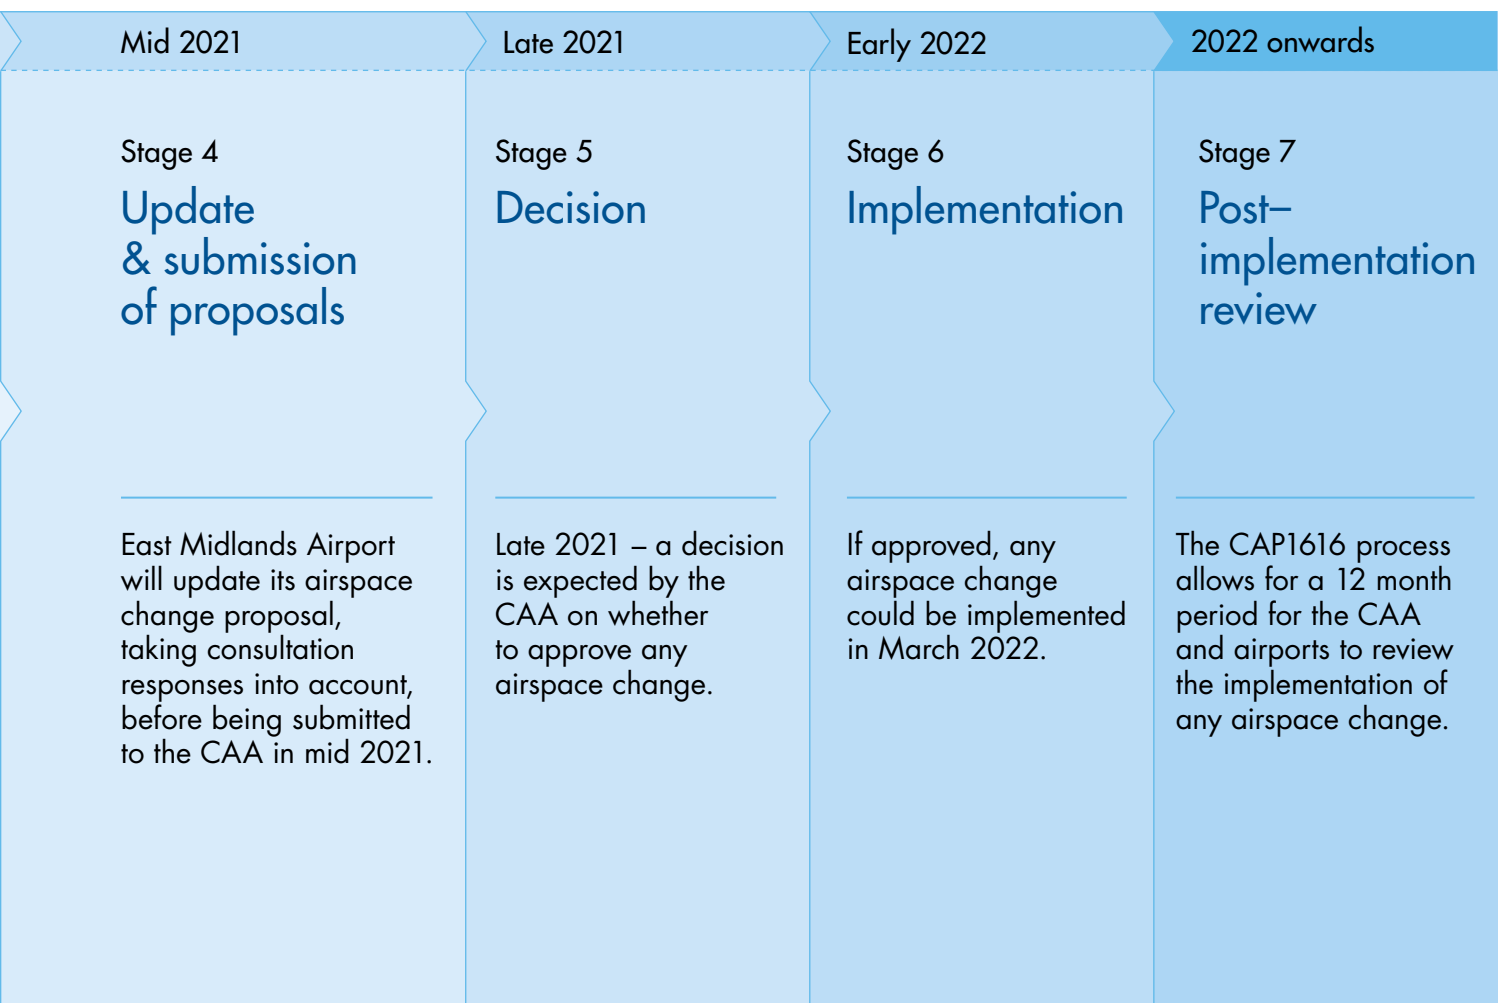 Mid 2021
Late 2021
Early 2022
2022 onwards
Stage 4
Update
& submission
of proposals
East Midlands Airport
will update its airspace
change proposal,
taking consultation
responses into account,
before being submitted
to the CAA in mid 2021.
Stage 5
Decision
Late 2021 – a decision
is expected by the
CAA on whether
to approve any
airspace change.
Stage 6
Implementation
If approved, any
airspace change
could be implemented
in March 2022.
Stage 7
Post–
implementation
review
The CAP1616 process
allows for a 12 month
period for the CAA
and airports to review
the implementation of
any airspace change.